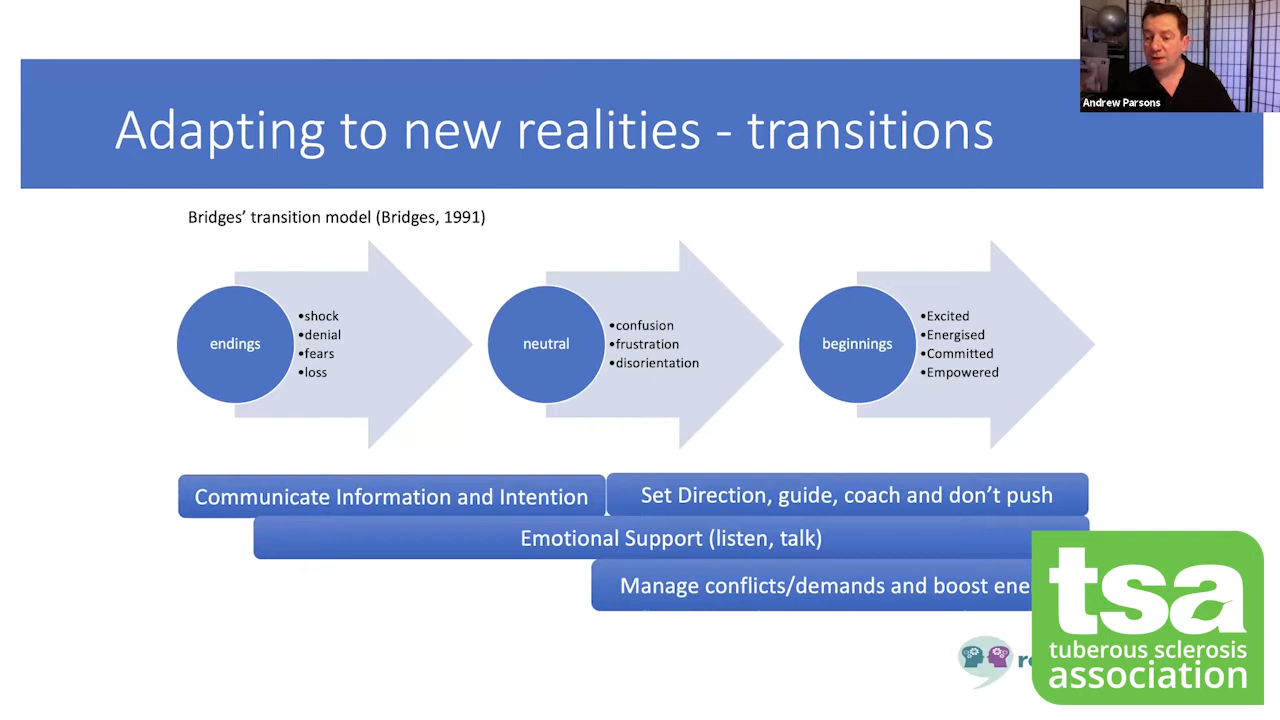 Andrew Parsons
Adapting to new realities - transitions
Bridges’ transition model (Bridges, 1991)
endings
•shock
•denial
•fears
•loss
neutral
•confusion
•frustration
•disorientation
beginnings
•Excited
•Energised
•Committed
•Empowered
Communicate Information and Intention
Set Direction, guide, coach and don’t push
Emotional Support (listen, talk)
Manage conflicts/demands and boost ene
tsa
tuberous sclerosis
association